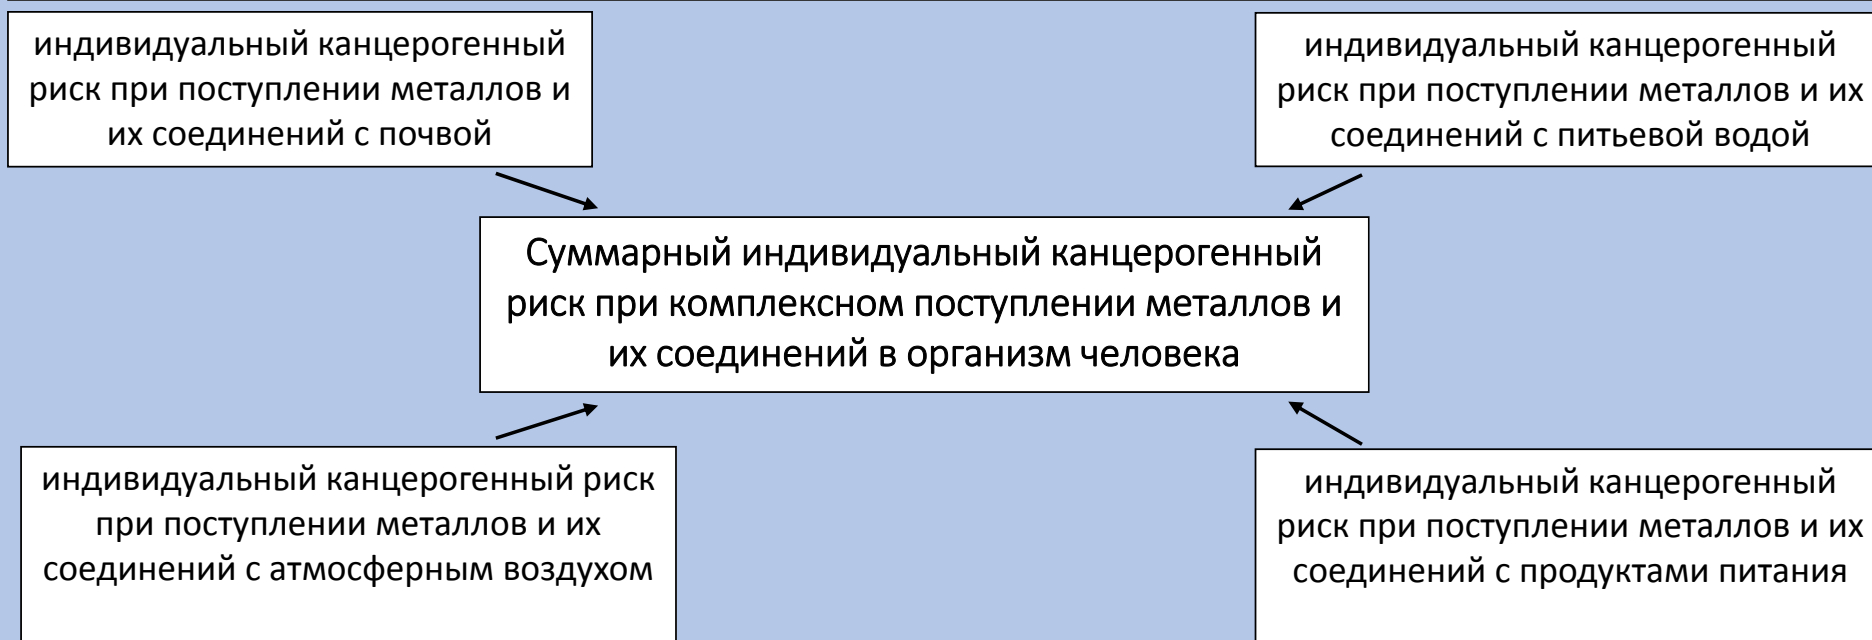 индивидуальный канцерогенный
риск при поступлении металлов и
их соединений с почвой
индивидуальный канцерогенный
риск при поступлении металлов и их
соединений с питьевой водой
Суммарный индивидуальный канцерогенный
риск при комплексном поступлении металлов и
их соединений в организм человека
индивидуальный канцерогенный риск
при поступлении металлов и их
соединений с атмосферным воздухом
индивидуальный канцерогенный
риск при поступлении металлов и их
соединений с продуктами питания